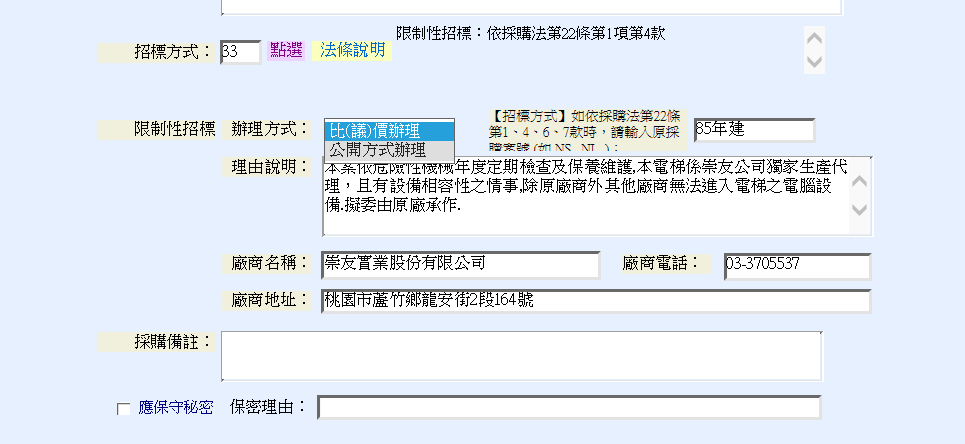 限制性招標：依採購法第22條第1項第4款
招標方式： 33 點選 法條說明
【招標方式】如依採購法第22條
限制性招標 辦理方式： 比(議)價辦理 第1、4、6、7款時，請輸入原採 85年建
公開方式辦理 購案號 (如 NS..NL..)：
理由說明： 本案依危險性機械年度定期檢查及保養維護,本電梯係崇友公司獨家生產代
理，且有設備相容性之情事,除原廠商外其他廠商無法進入電梯之電腦設
備.擬委由原廠承作.
廠商名稱： 崇友實業股份有限公司 廠商電話： 03-3705537
廠商地址： 桃園市蘆竹鄉龍安街2段164號
採購備註：
應保守秘密 保密理由：